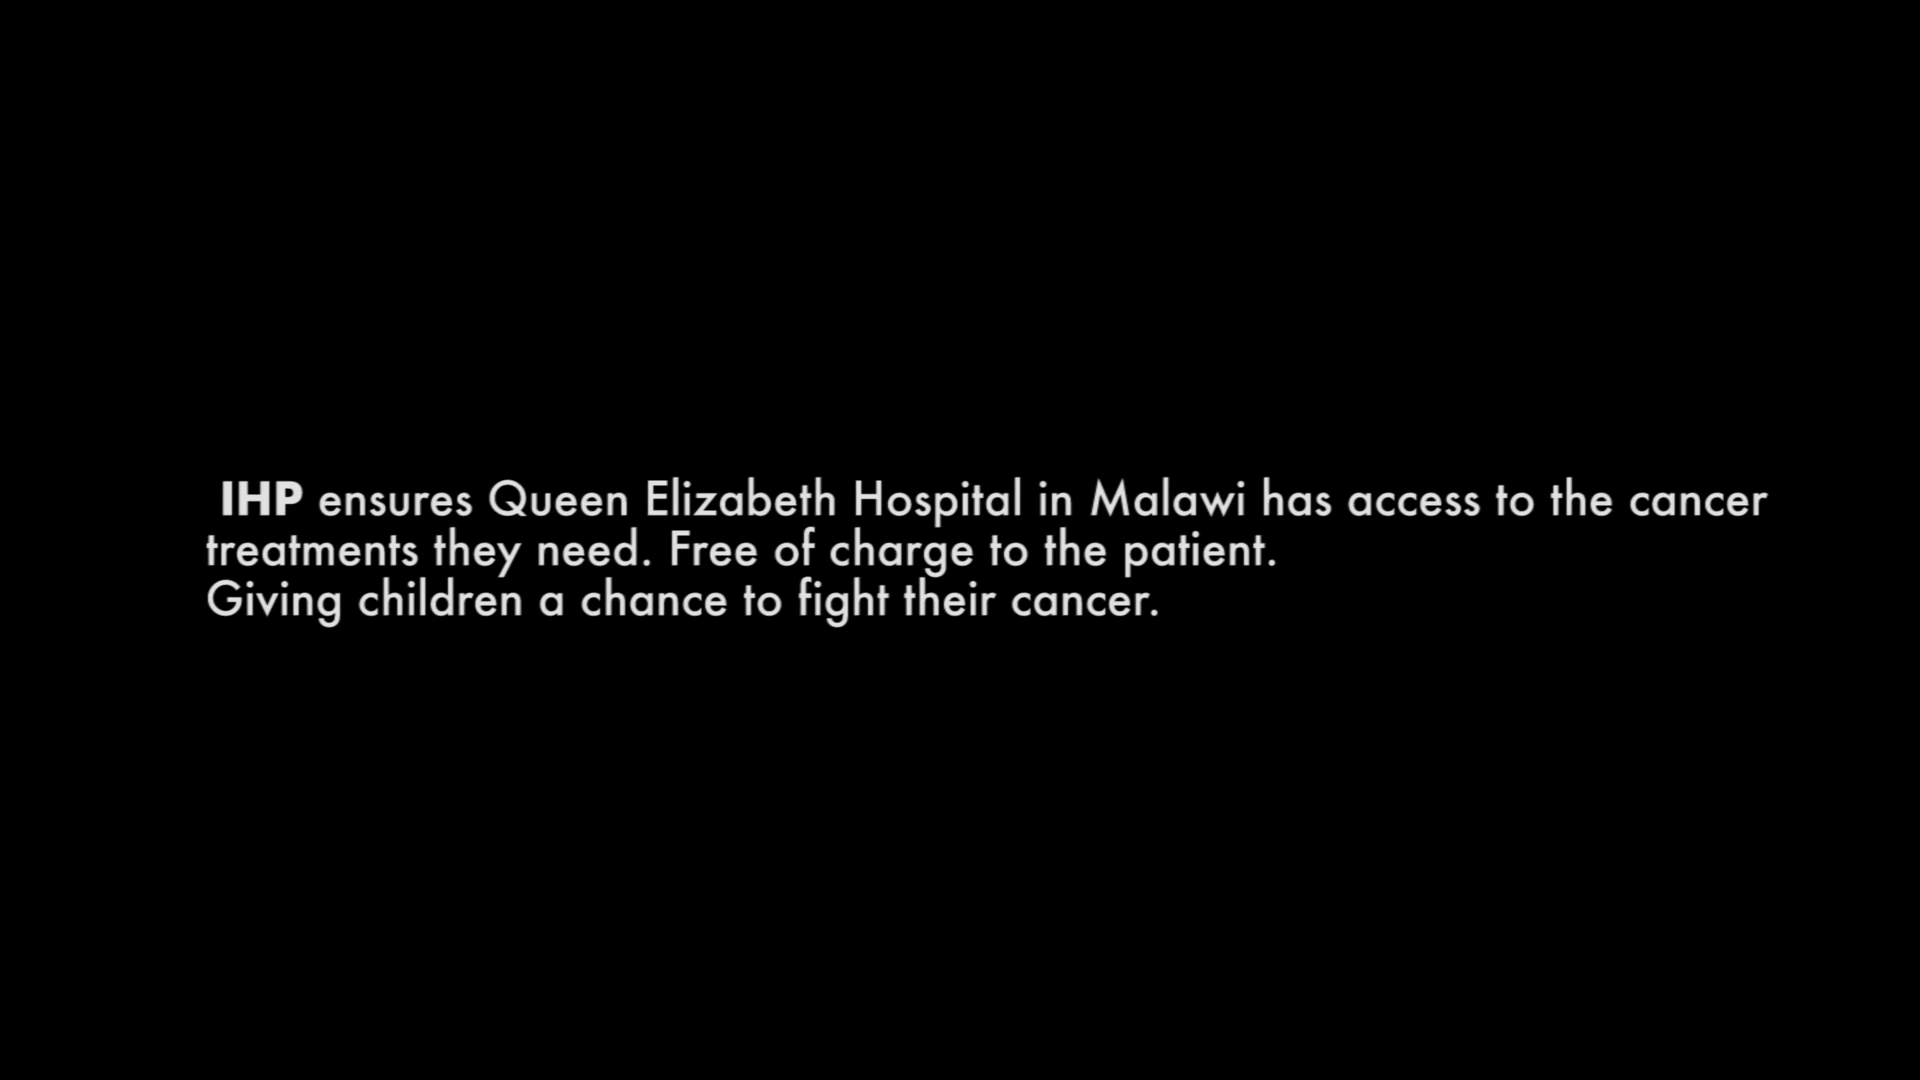 IHP ensures Queen Elizabeth Hospital in Malawi has access to the cancer
treatments they need. Free of charge to the patient.
Giving children a chance to fight their cancer.